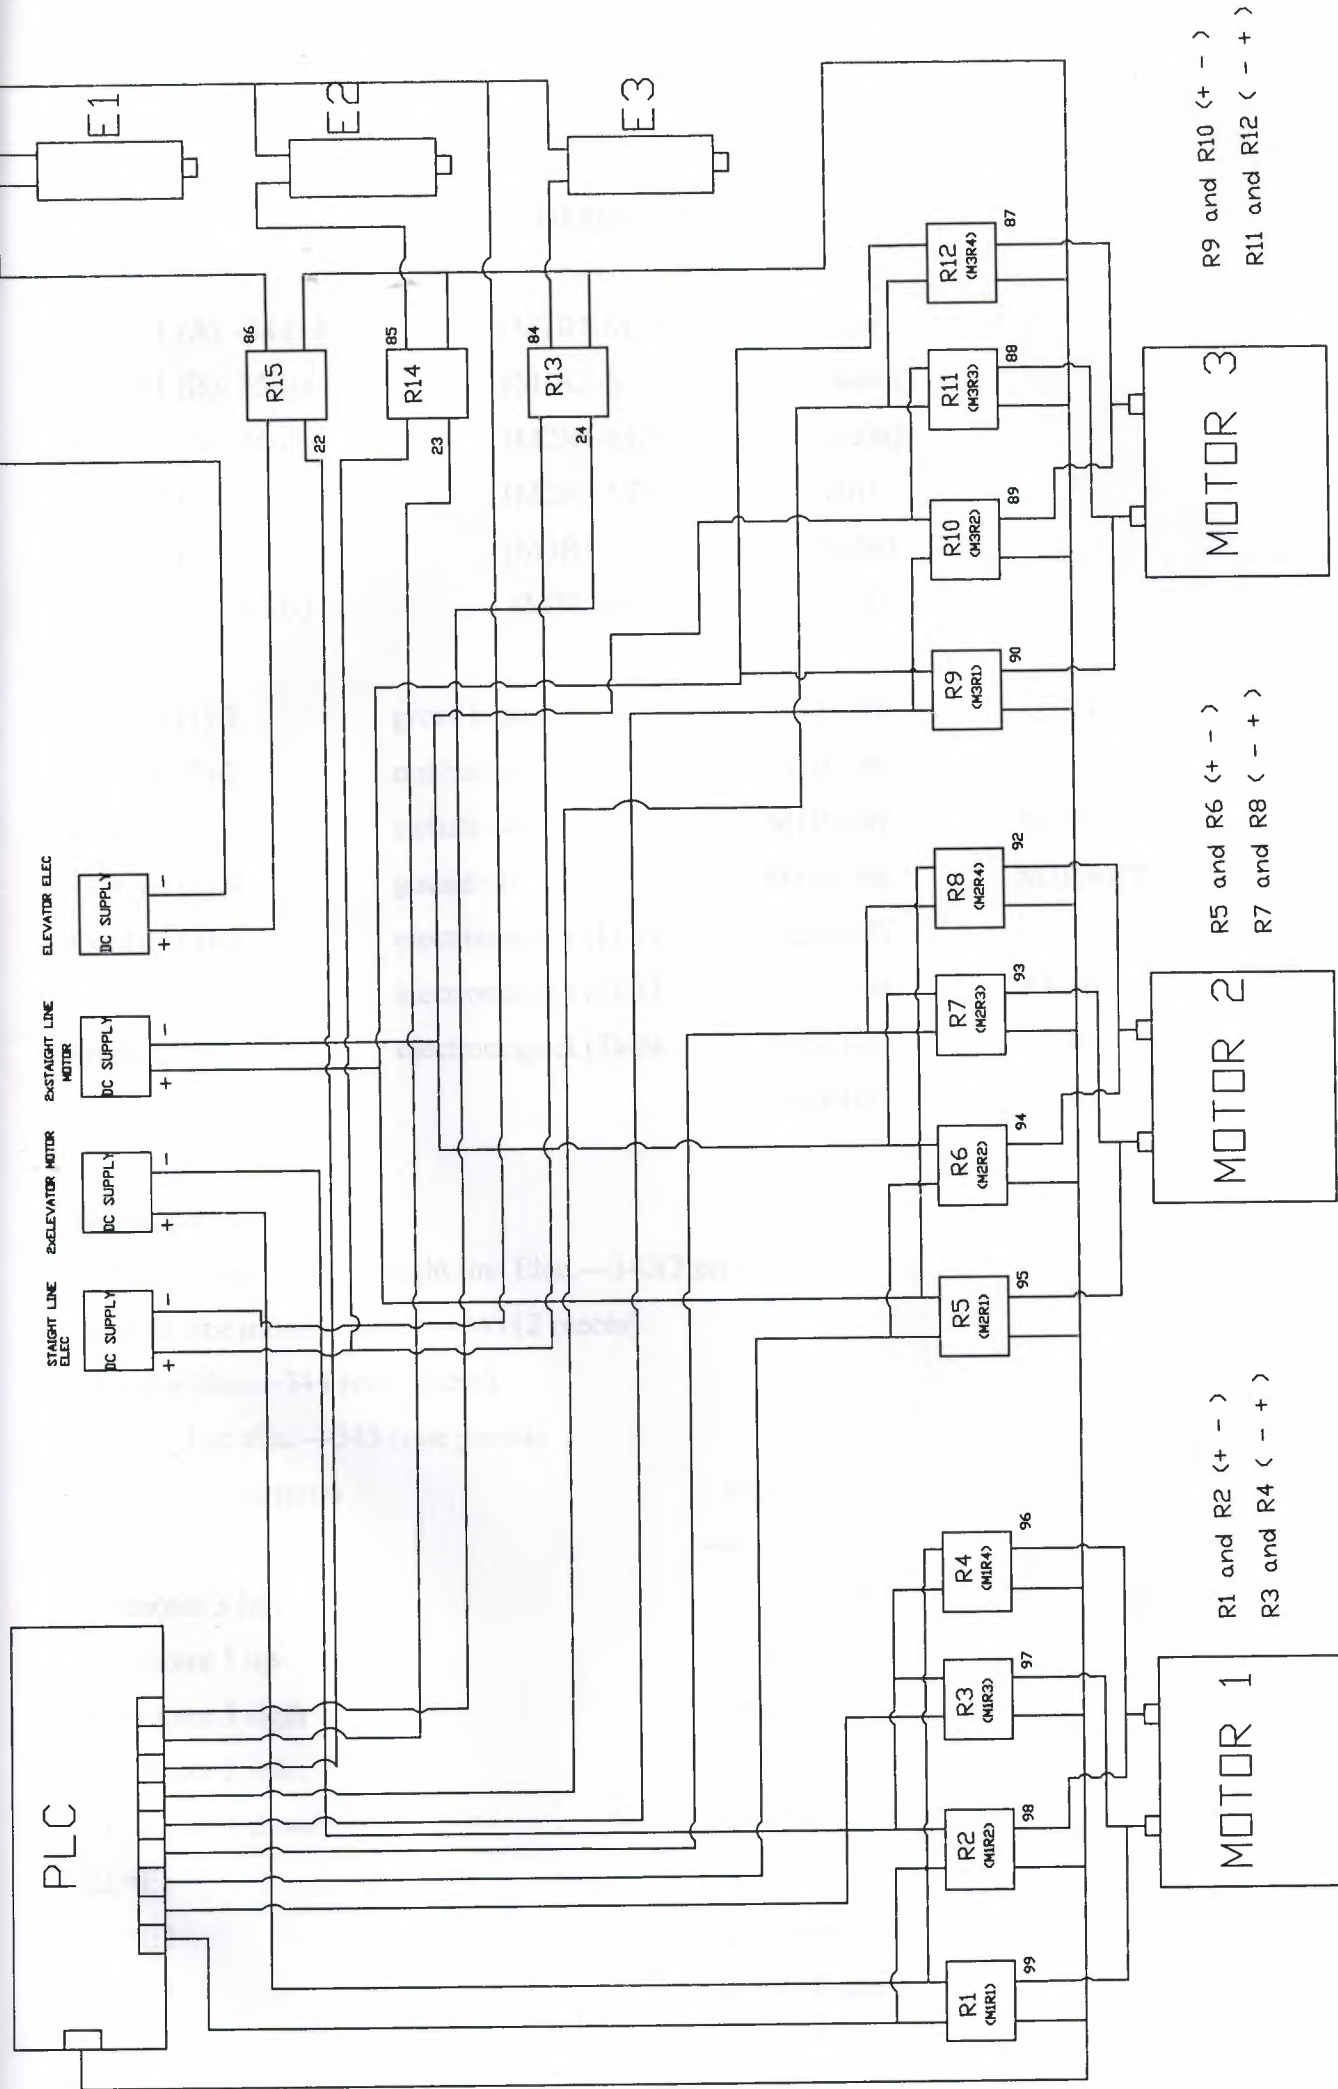 E1
E2
E3
86
R15
22
85
R14
23
84
R13
24
ELEVATOR ELEC
DC SUPPLY
+ -
2xSTAIGHT LINE
MOTOR
DC SUPPLY
+ -
2xELEVATOR MOTOR
DC SUPPLY
+ -
STAIGHT LINE
ELEC
DC SUPPLY
+ -
PLC
R12
(M3R4)
87
R11
(M3R3)
88
R10
(M3R2)
89
R9
(M3R1)
90
R8
(M2R4)
92
R7
(M2R3)
93
R6
(M2R2)
94
R5
(M2R1)
95
R4
(M1R4)
96
R3
(M1R3)
97
R2
(M1R2)
98
R1
(M1R1)
99
MOTOR 3
MOTOR 2
MOTOR 1
R9 and R10 (+ - )
R11 and R12 ( - + )
R5 and R6 (+ - )
R7 and R8 ( - + )
R1 and R2 (+ - )
R3 and R4 ( - + )